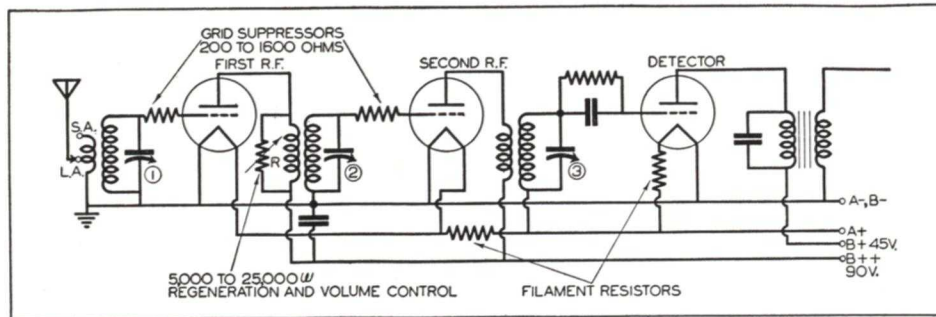 GRID SUPPRESSORS
200 TO 1600 OHMS
FIRST R.F.
SECOND R.F.
DETECTOR
S.A.
L.A.
1
R
2
3
A-, B-
A+
B+45V.
B++
90V.
5,000 TO 25,000 ω
REGENERATION AND VOLUME CONTROL
FILAMENT RESISTORS